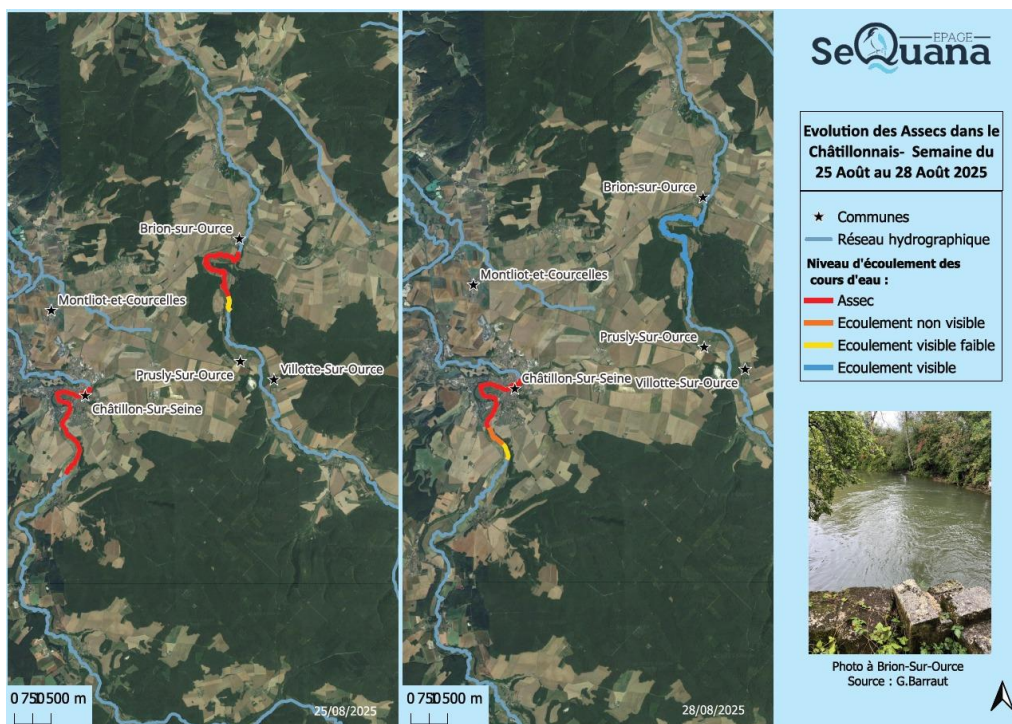 Brion-sur-Ource
Montliot-et-Courcelles
Prusly-Sur-Ource
Villotte-Sur-Ource
Châtillon-Sur-Seine
0 750 1 500 m
25/08/2025
Brion-sur-Ource
Montliot-et-Courcelles
Prusly-Sur-Ource
Châtillon-Sur-Seine
Villotte-Sur-Ource
0 750 1 500 m
28/08/2025
EPAGE
SeQuana
Evolution des Assecs dans le
Châtillonnais- Semaine du
25 Août au 28 Août 2025
Communes
Réseau hydrographique
Niveau d'écoulement des
cours d'eau :
Assec
Ecoulement non visible
Ecoulement visible faible
Ecoulement visible
Photo à Brion-Sur-Ource
Source : G.Barraut